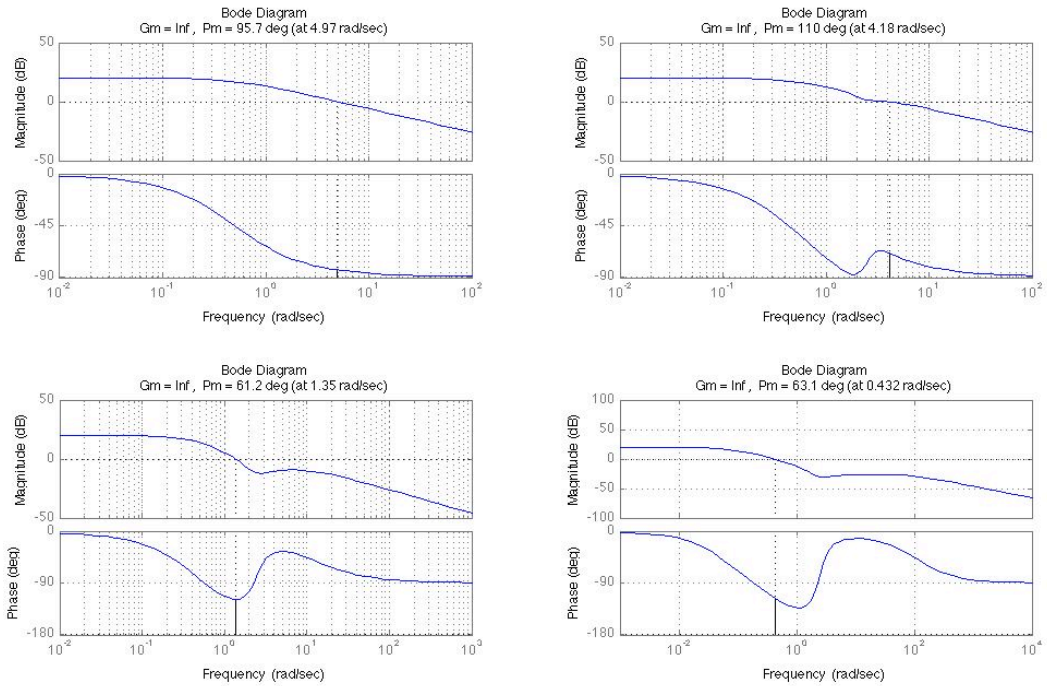 Bode Diagram
Gm = Inf , Pm = 95.7 deg (at 4.97 rad/sec)
Magnitude (dB)
50
0
-50
Phase (deg)
0
-45
-90
10^-2 10^-1 10^0 10^1 10^2
Frequency (rad/sec)
Bode Diagram
Gm = Inf , Pm = 110 deg (at 4.18 rad/sec)
Magnitude (dB)
50
0
-50
Phase (deg)
0
-45
-90
10^-2 10^-1 10^0 10^1 10^2
Frequency (rad/sec)
Bode Diagram
Gm = Inf , Pm = 61.2 deg (at 1.35 rad/sec)
Magnitude (dB)
50
0
-50
Phase (deg)
0
-90
-180
10^-2 10^-1 10^0 10^1 10^2 10^3
Frequency (rad/sec)
Bode Diagram
Gm = Inf , Pm = 63.1 deg (at 0.432 rad/sec)
Magnitude (dB)
100
50
0
-50
-100
Phase (deg)
0
-90
-180
10^-2 10^0 10^2 10^4
Frequency (rad/sec)